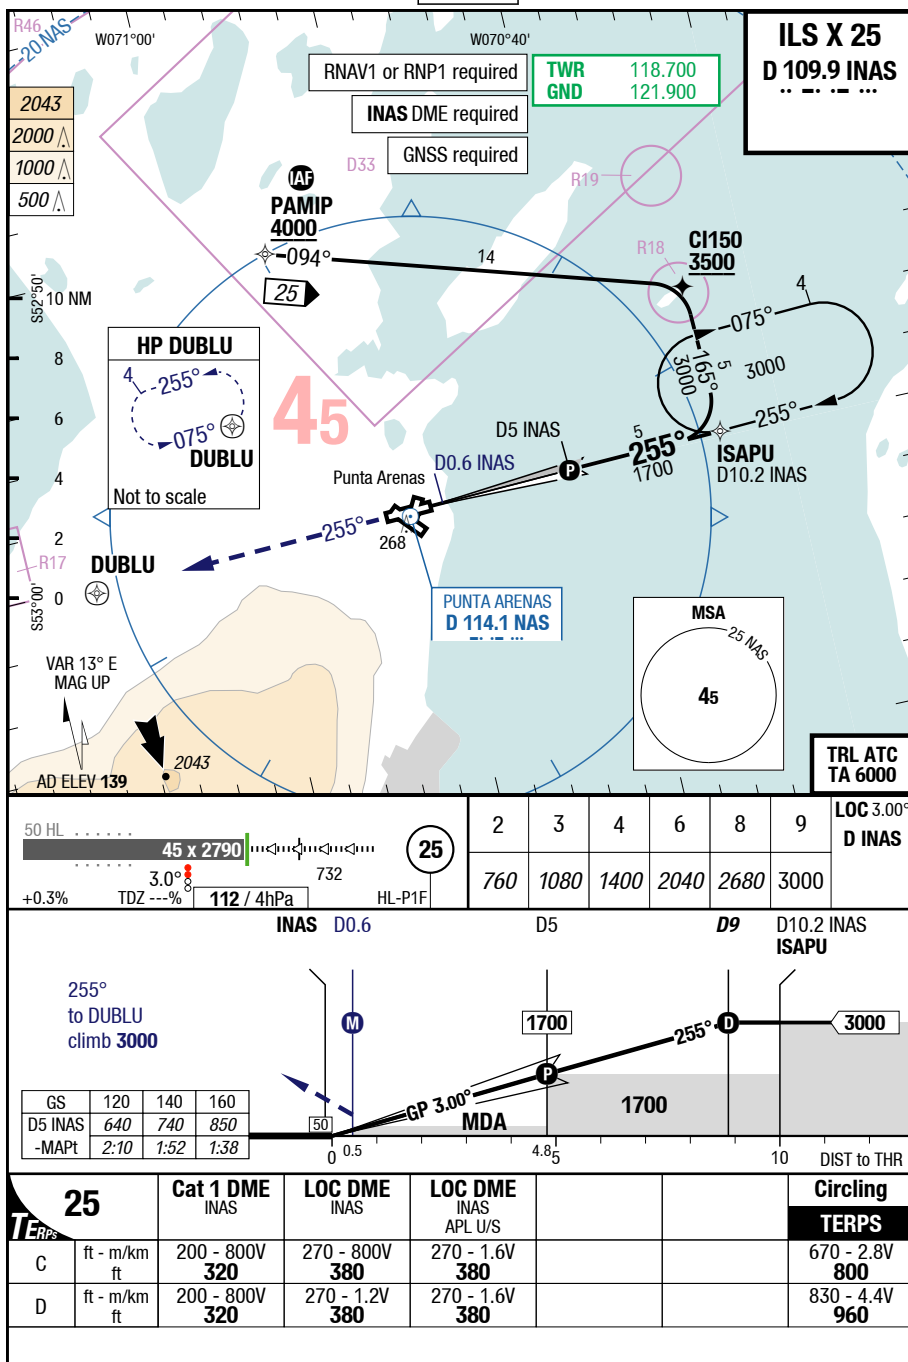 ILS X 25
D 109.9 INAS
R46
20 NAS
W071°00'
W070°40'
RNAV1 or RNP1 required
INAS DME required
GNSS required
TWR 118.700
GND 121.900
2043
2000
1000
500
D33
R19
R18
IAF
PAMIP
4000
094°
14
25
CI150
3500
S52°50'
10 NM
8
6
4
2
0
S53°00'
HP DUBLU
4
255°
075°
DUBLU
Not to scale
45
4
075°
3000
165°
5
3000
255°
ISAPU
D10.2 INAS
5
255°
1700
D5 INAS
P
D0.6 INAS
Punta Arenas
268
255°
R17
DUBLU
PUNTA ARENAS
D 114.1 NAS
MSA
25 NAS
45
VAR 13° E
MAG UP
AD ELEV 139
2043
TRL ATC
TA 6000
50 HL
45 x 2790
25
3.0°
732
+0.3%
TDZ ---%
112 / 4hPa
HL-P1F
2 3 4 6 8 9
LOC 3.00°
D INAS
760 1080 1400 2040 2680 3000
INAS D0.6 D5 D9 D10.2 INAS
ISAPU
255°
to DUBLU
climb 3000
M
1700
255°
D
3000
P
GP 3.00°
MDA
1700
50
GS 120 140 160
D5 INAS 640 740 850
-MAPt 2:10 1:52 1:38
0 0.5 4.8 5 10 DIST to THR
TERPs
25
Cat 1 DME
INAS
LOC DME
INAS
LOC DME
INAS
APL U/S
Circling
TERPS
C ft - m/km 200 - 800V 270 - 800V 270 - 1.6V 670 - 2.8V
ft 320 380 380 800
D ft - m/km 200 - 800V 270 - 1.2V 270 - 1.6V 830 - 4.4V
ft 320 380 380 960